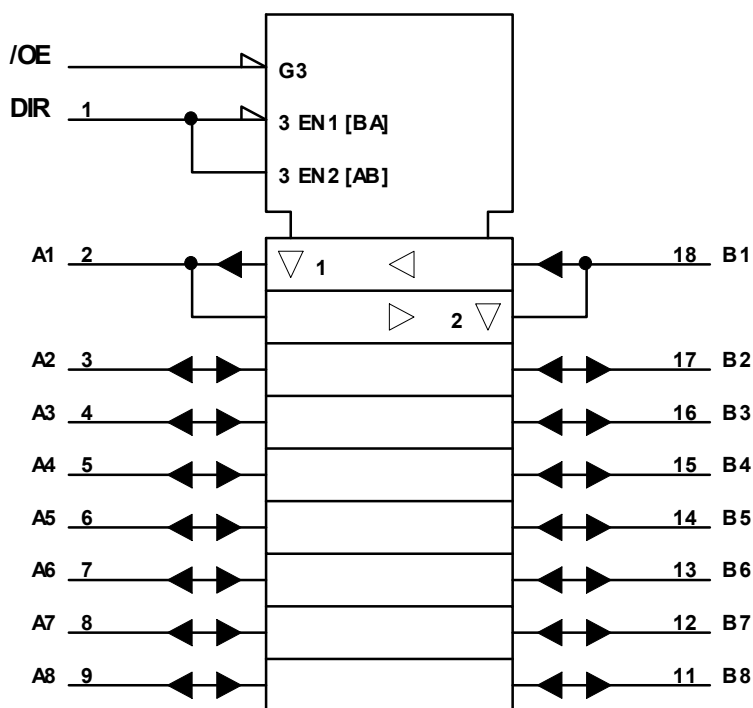 /OE
G3
DIR 1 3 EN1 [BA]
3 EN2 [AB]
A1 2 1 18 B1
2
A2 3 17 B2
A3 4 16 B3
A4 5 15 B4
A5 6 14 B5
A6 7 13 B6
A7 8 12 B7
A8 9 11 B8